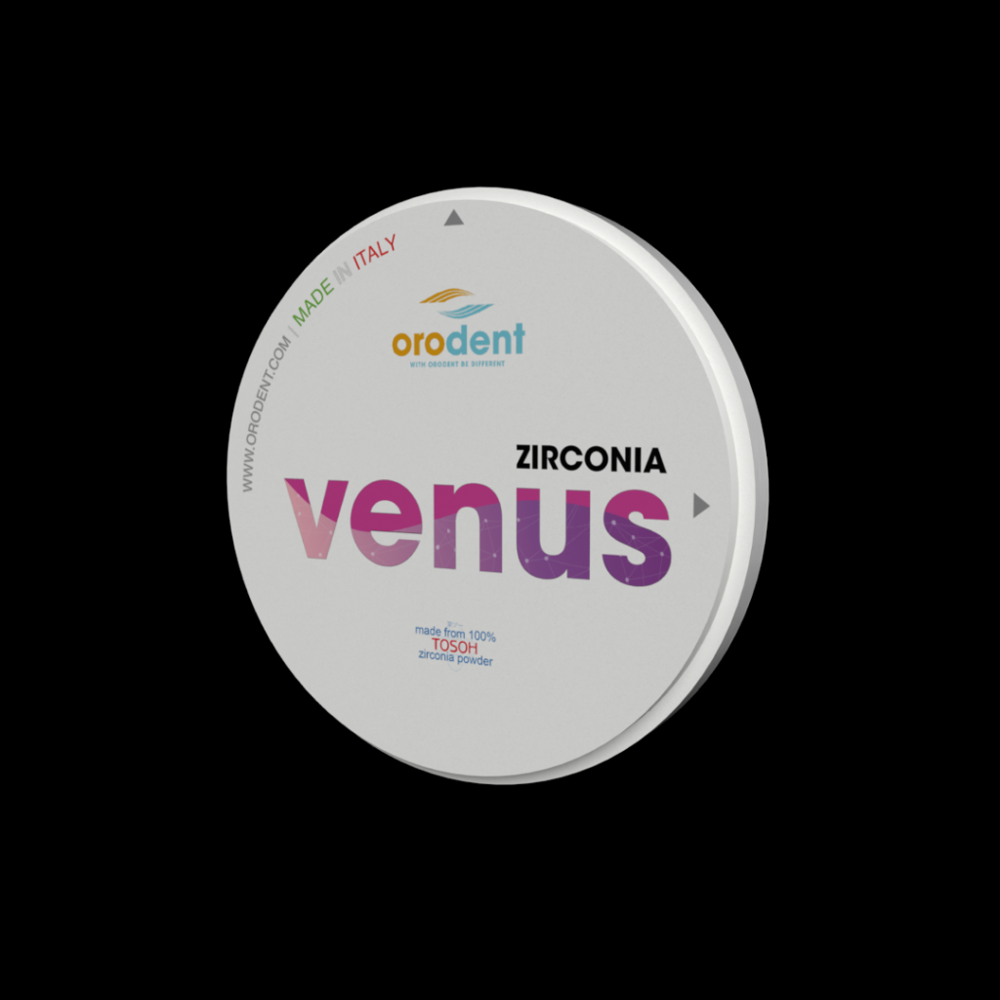 WWW.ORODENT.COM | MADE IN ITALY
orodent
WITH ORODENT BE DIFFERENT
ZIRCONIA
venus
made from 100%
TOSOH
zirconia powder